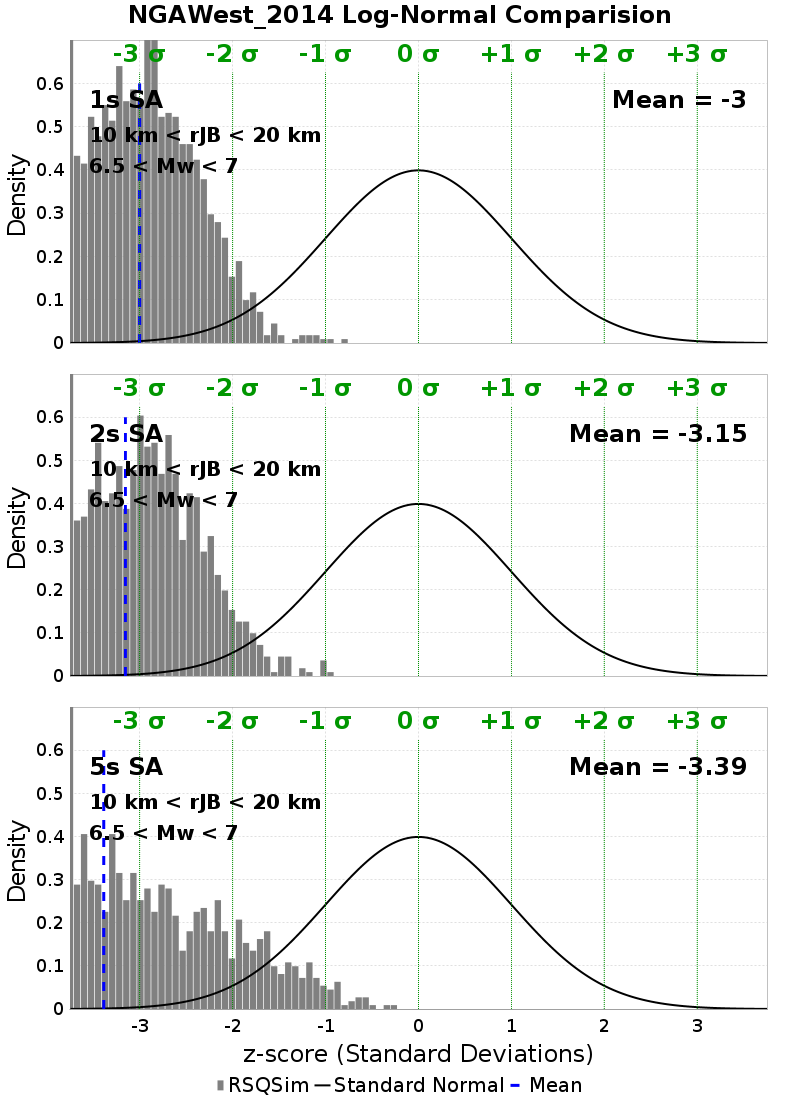 NGAWest_2014 Log-Normal Comparision
-3 σ -2 σ -1 σ 0 σ +1 σ +2 σ +3 σ
1s SA
Mean = -3
10 km < rJB < 20 km
6.5 < Mw < 7
Density
0.6
0.5
0.4
0.3
0.2
0.1
0
-3 σ -2 σ -1 σ 0 σ +1 σ +2 σ +3 σ
2s SA
Mean = -3.15
10 km < rJB < 20 km
6.5 < Mw < 7
Density
0.6
0.5
0.4
0.3
0.2
0.1
0
-3 σ -2 σ -1 σ 0 σ +1 σ +2 σ +3 σ
5s SA
Mean = -3.39
10 km < rJB < 20 km
6.5 < Mw < 7
Density
0.6
0.5
0.4
0.3
0.2
0.1
0
-3 -2 -1 0 1 2 3
z-score (Standard Deviations)
RSQSim Standard Normal Mean